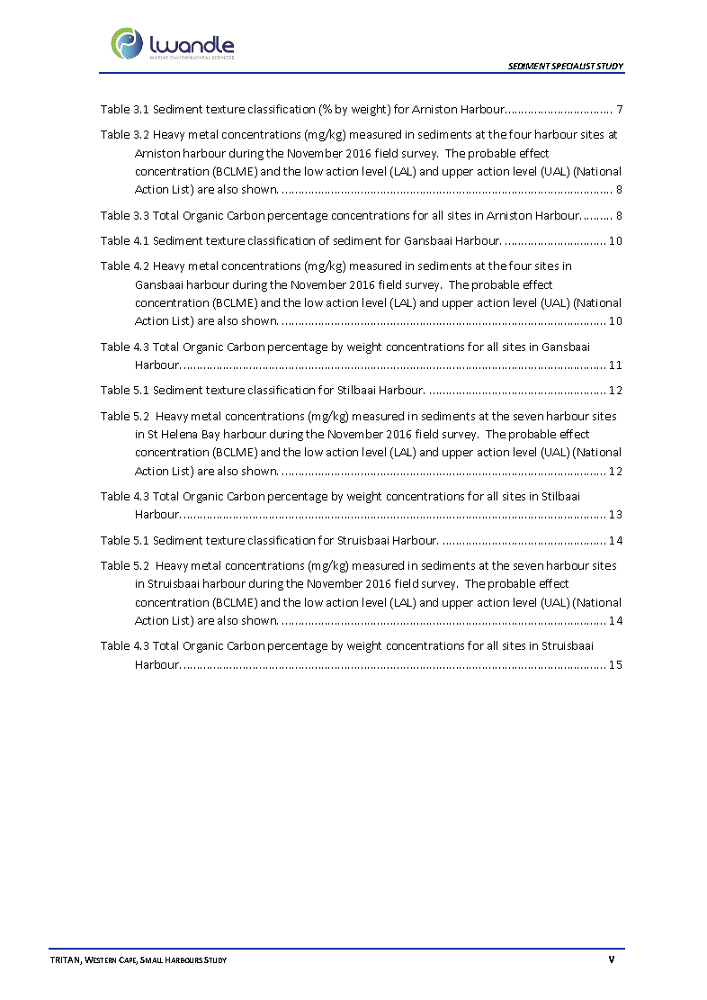 lwandle
MARINE ENVIRONMENTAL SERVICES
SEDIMENT SPECIALIST STUDY
Table 3.1 Sediment texture classification (% by weight) for Arniston Harbour................................ 7
Table 3.2 Heavy metal concentrations (mg/kg) measured in sediments at the four harbour sites at
Arniston harbour during the November 2016 field survey.  The probable effect
concentration (BCLME) and the low action level (LAL) and upper action level (UAL) (National
Action List) are also shown. .................................................................................................... 8
Table 3.3 Total Organic Carbon percentage concentrations for all sites in Arniston Harbour.......... 8
Table 4.1 Sediment texture classification of sediment for Gansbaai Harbour. ............................... 10
Table 4.2 Heavy metal concentrations (mg/kg) measured in sediments at the four sites in
Gansbaai harbour during the November 2016 field survey.  The probable effect
concentration (BCLME) and the low action level (LAL) and upper action level (UAL) (National
Action List) are also shown. .................................................................................................. 10
Table 4.3 Total Organic Carbon percentage by weight concentrations for all sites in Gansbaai
Harbour................................................................................................................................. 11
Table 5.1 Sediment texture classification for Stilbaai Harbour. ...................................................... 12
Table 5.2  Heavy metal concentrations (mg/kg) measured in sediments at the seven harbour sites
in St Helena Bay harbour during the November 2016 field survey.  The probable effect
concentration (BCLME) and the low action level (LAL) and upper action level (UAL) (National
Action List) are also shown. .................................................................................................. 12
Table 4.3 Total Organic Carbon percentage by weight concentrations for all sites in Stilbaai
Harbour................................................................................................................................. 13
Table 5.1 Sediment texture classification for Struisbaai Harbour. .................................................. 14
Table 5.2  Heavy metal concentrations (mg/kg) measured in sediments at the seven harbour sites
in Struisbaai harbour during the November 2016 field survey.  The probable effect
concentration (BCLME) and the low action level (LAL) and upper action level (UAL) (National
Action List) are also shown. .................................................................................................. 14
Table 4.3 Total Organic Carbon percentage by weight concentrations for all sites in Struisbaai
Harbour................................................................................................................................. 15
TRITAN, WESTERN CAPE, SMALL HARBOURS STUDY V